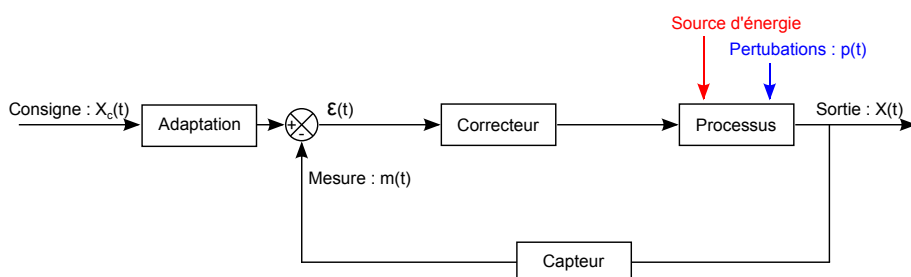 Source d'énergie
Pertubations : p(t)
Consigne : Xc(t)
Adaptation
+
-
ε(t)
Correcteur
Processus
Sortie : X(t)
Mesure : m(t)
Capteur